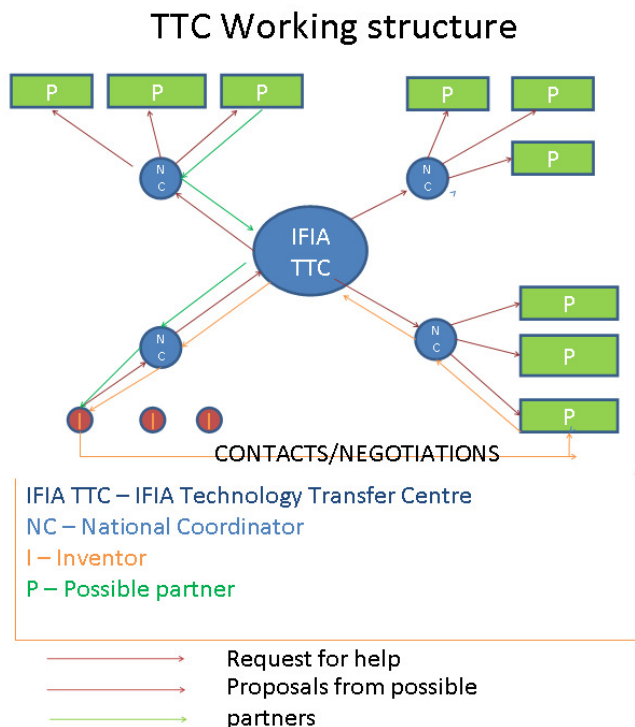 TTC Working structure
P P P P P
P
N
C
N
C
IFIA
TTC
P
N
C
N
C
P
P
I I I
CONTACTS/NEGOTIATIONS
IFIA TTC – IFIA Technology Transfer Centre
NC – National Coordinator
I – Inventor
P – Possible partner
Request for help
Proposals from possible
partners